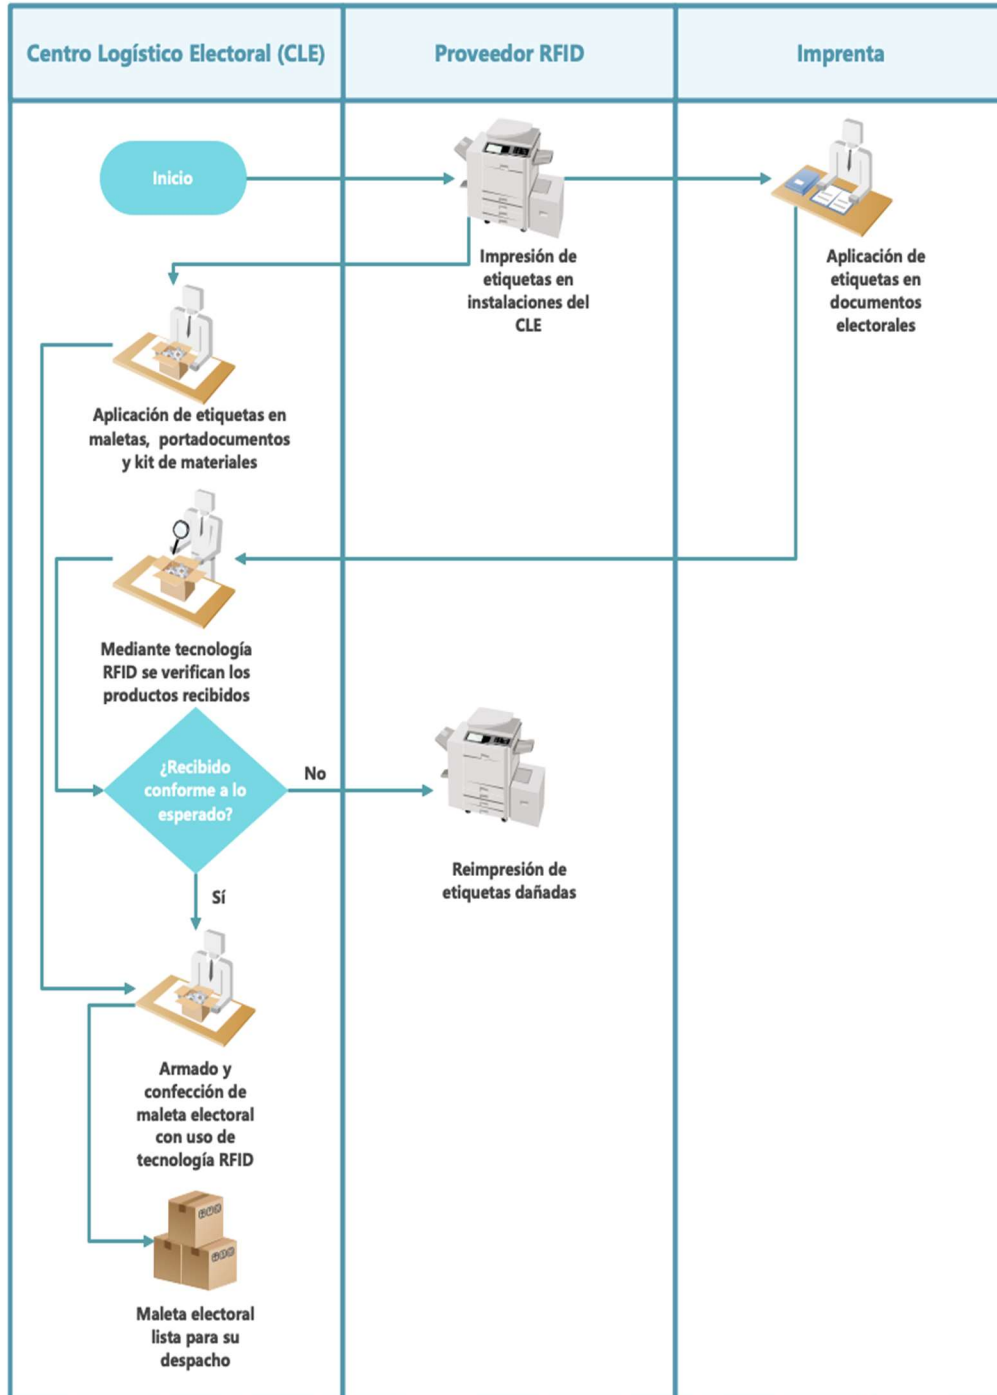 Centro Logístico Electoral (CLE)
Proveedor RFID
Imprenta
Inicio
Impresión de
etiquetas en
instalaciones del
CLE
Aplicación de
etiquetas en
documentos
electorales
Aplicación de etiquetas en
maletas, portadocumentos
y kit de materiales
Mediante tecnología
RFID se verifican los
productos recibidos
¿Recibido
conforme a lo
esperado?
No
Reimpresión de
etiquetas dañadas
Sí
Armado y
confección de
maleta electoral
con uso de
tecnología RFID
Maleta electoral
lista para su
despacho